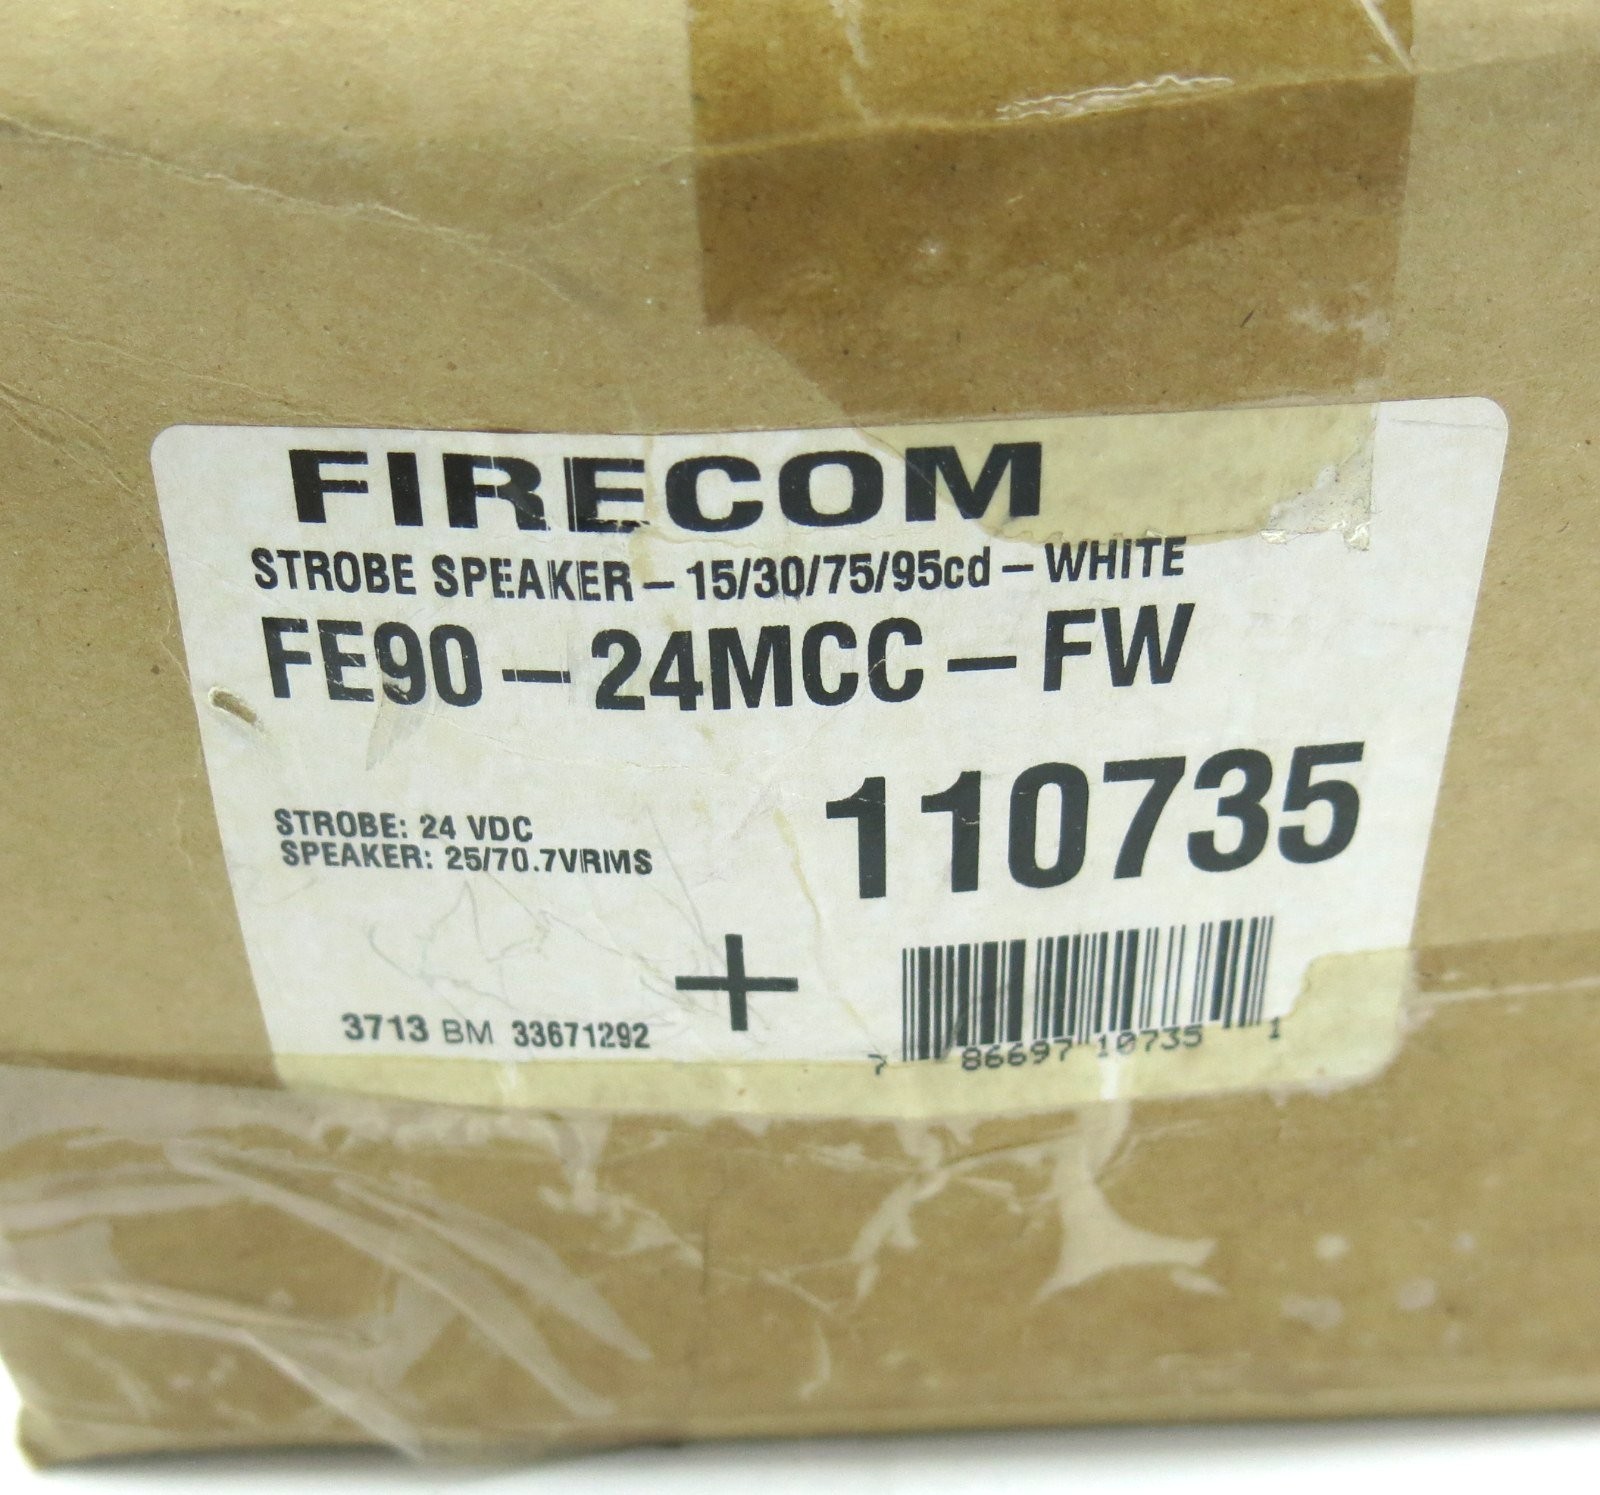 FIRECOM
STROBE SPEAKER – 15/30/75/95cd – WHITE
FE90 – 24MCC – FW
110735
STROBE: 24 VDC
SPEAKER: 25/70.7VRMS
3713 BM 33671292
7 86697 10735 1